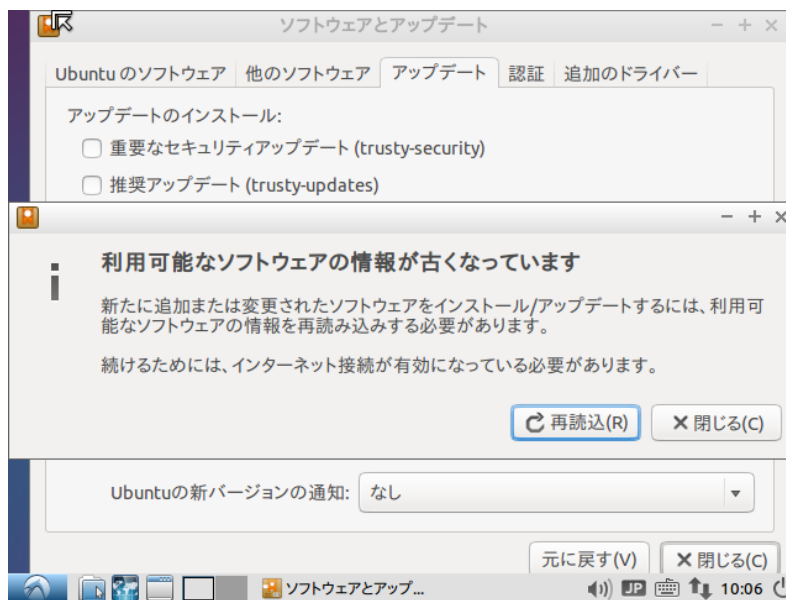 ソフトウェアとアップデート
Ubuntu のソフトウェア 他のソフトウェア アップデート 認証 追加のドライバー
アップデートのインストール:
重要なセキュリティアップデート (trusty-security)
推奨アップデート (trusty-updates)
利用可能なソフトウェアの情報が古くなっています
新たに追加または変更されたソフトウェアをインストール/アップデートするには、利用可
能なソフトウェアの情報を再読み込みする必要があります。
続けるためには、インターネット接続が有効になっている必要があります。
再読込(R) 閉じる(C)
Ubuntuの新バージョンの通知: なし
元に戻す(V) 閉じる(C)
ソフトウェアとアップ... JP 10:06